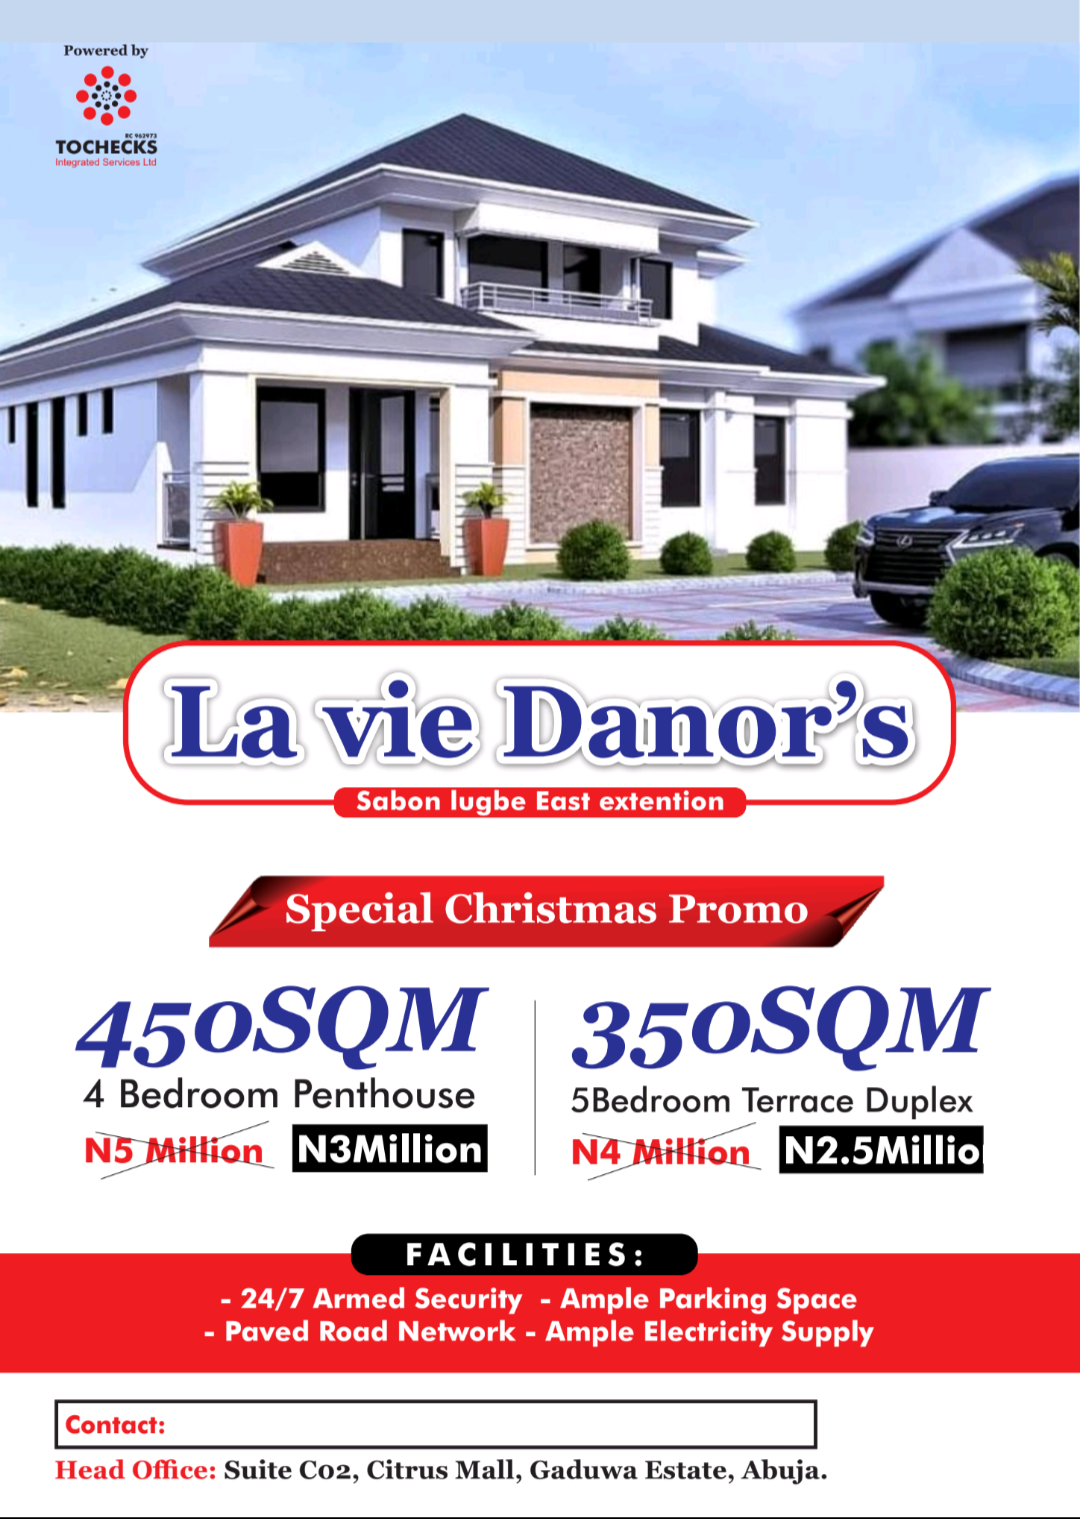 Powered by
RC 962973
TOCHECKS
Integrated Services Ltd
La vie Danor's
Sabon lugbe East extention
Special Christmas Promo
450SQM
4 Bedroom Penthouse
N5 Million N3Million
350SQM
5Bedroom Terrace Duplex
N4 Million N2.5Millio
FACILITIES:
- 24/7 Armed Security - Ample Parking Space
- Paved Road Network - Ample Electricity Supply
Contact:
Head Office: Suite C02, Citrus Mall, Gaduwa Estate, Abuja.